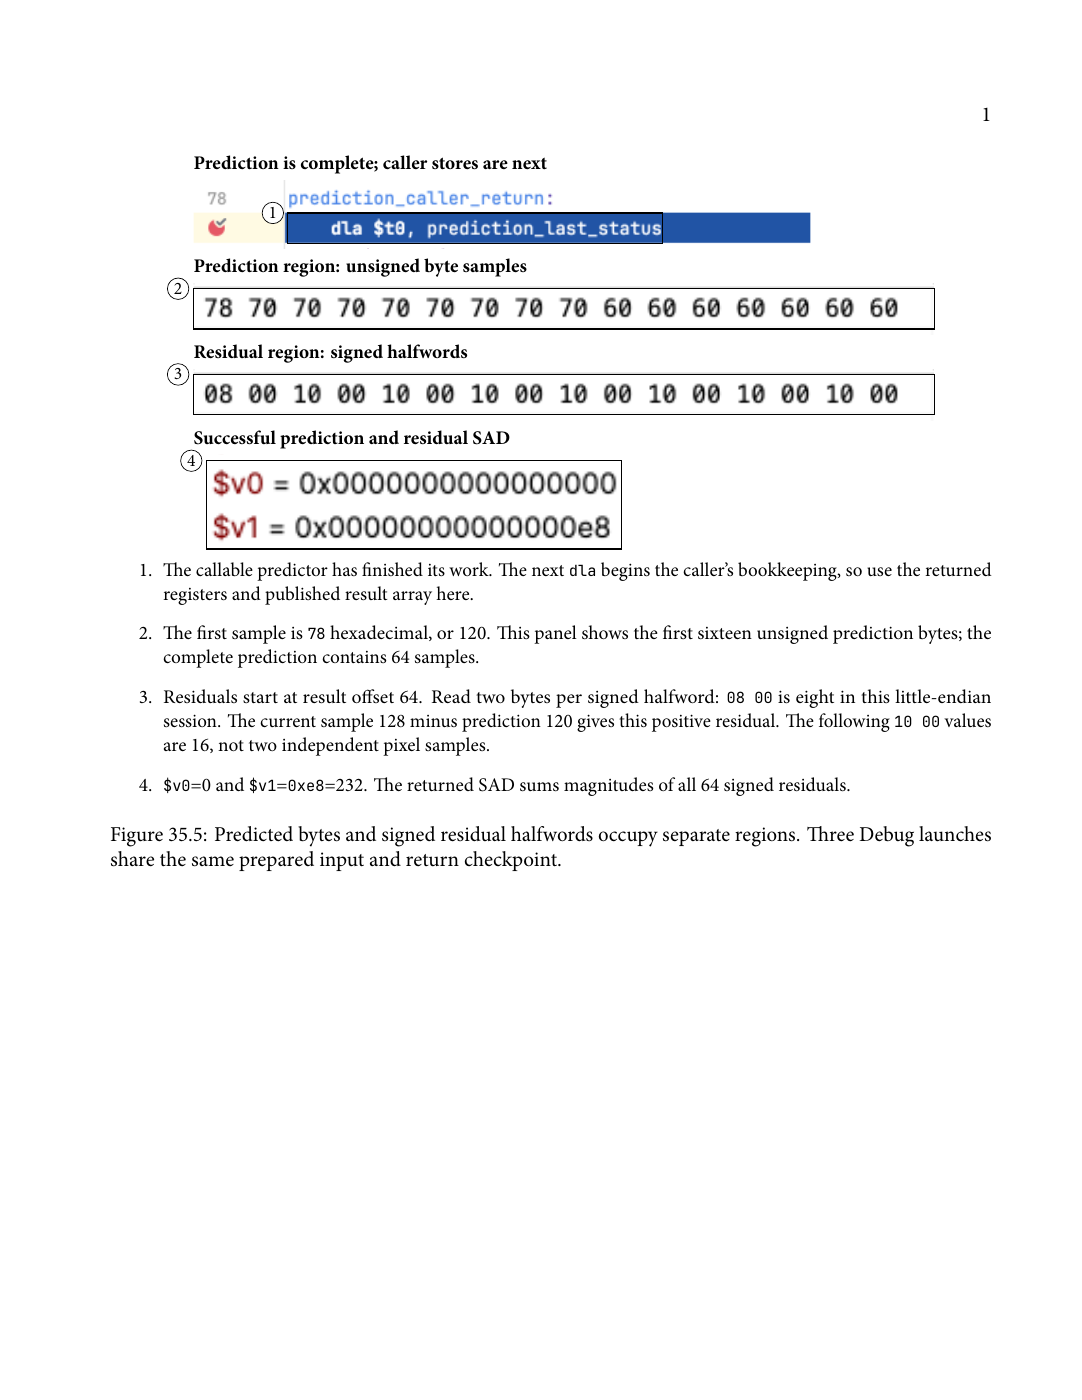 1
Prediction is complete; caller stores are next
78 prediction_caller_return:
1
dla $t0, prediction_last_status
Prediction region: unsigned byte samples
2
78 70 70 70 70 70 70 70 70 60 60 60 60 60 60 60
Residual region: signed halfwords
3
08 00 10 00 10 00 10 00 10 00 10 00 10 00 10 00
Successful prediction and residual SAD
4
$v0 = 0x0000000000000000
$v1 = 0x00000000000000e8
1. The callable predictor has finished its work. The next dla begins the caller’s bookkeeping, so use the returned
registers and published result array here.
2. The first sample is 78 hexadecimal, or 120. This panel shows the first sixteen unsigned prediction bytes; the
complete prediction contains 64 samples.
3. Residuals start at result offset 64. Read two bytes per signed halfword: 08 00 is eight in this little-endian
session. The current sample 128 minus prediction 120 gives this positive residual. The following 10 00 values
are 16, not two independent pixel samples.
4. $v0=0 and $v1=0xe8=232. The returned SAD sums magnitudes of all 64 signed residuals.
Figure 35.5: Predicted bytes and signed residual halfwords occupy separate regions. Three Debug launches
share the same prepared input and return checkpoint.